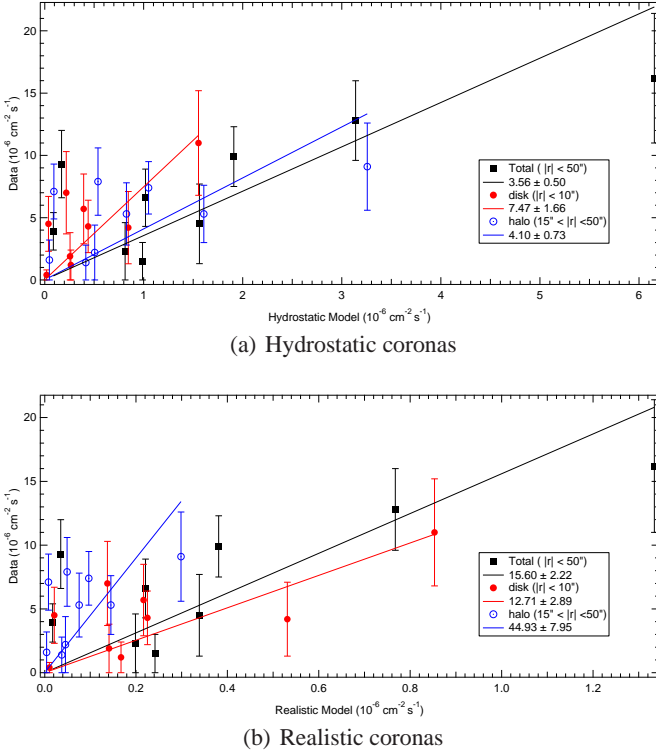 20
15
10
5
0
Data (10⁻⁶ cm⁻² s⁻¹)
0
1
2
3
4
5
6
Hydrostatic Model (10⁻⁶ cm⁻² s⁻¹)
Total ( |r| < 50")
3.56 ± 0.50
disk (|r| < 10")
7.47 ± 1.66
halo (15" < |r| <50")
4.10 ± 0.73
(a) Hydrostatic coronas
20
15
10
5
0
Data (10⁻⁶ cm⁻² s⁻¹)
0.0
0.2
0.4
0.6
0.8
1.0
1.2
Realistic Model (10⁻⁶ cm⁻² s⁻¹)
Total ( |r| < 50")
15.60 ± 2.22
disk (|r| < 10")
12.71 ± 2.89
halo (15" < |r| <50")
44.93 ± 7.95
(b) Realistic coronas